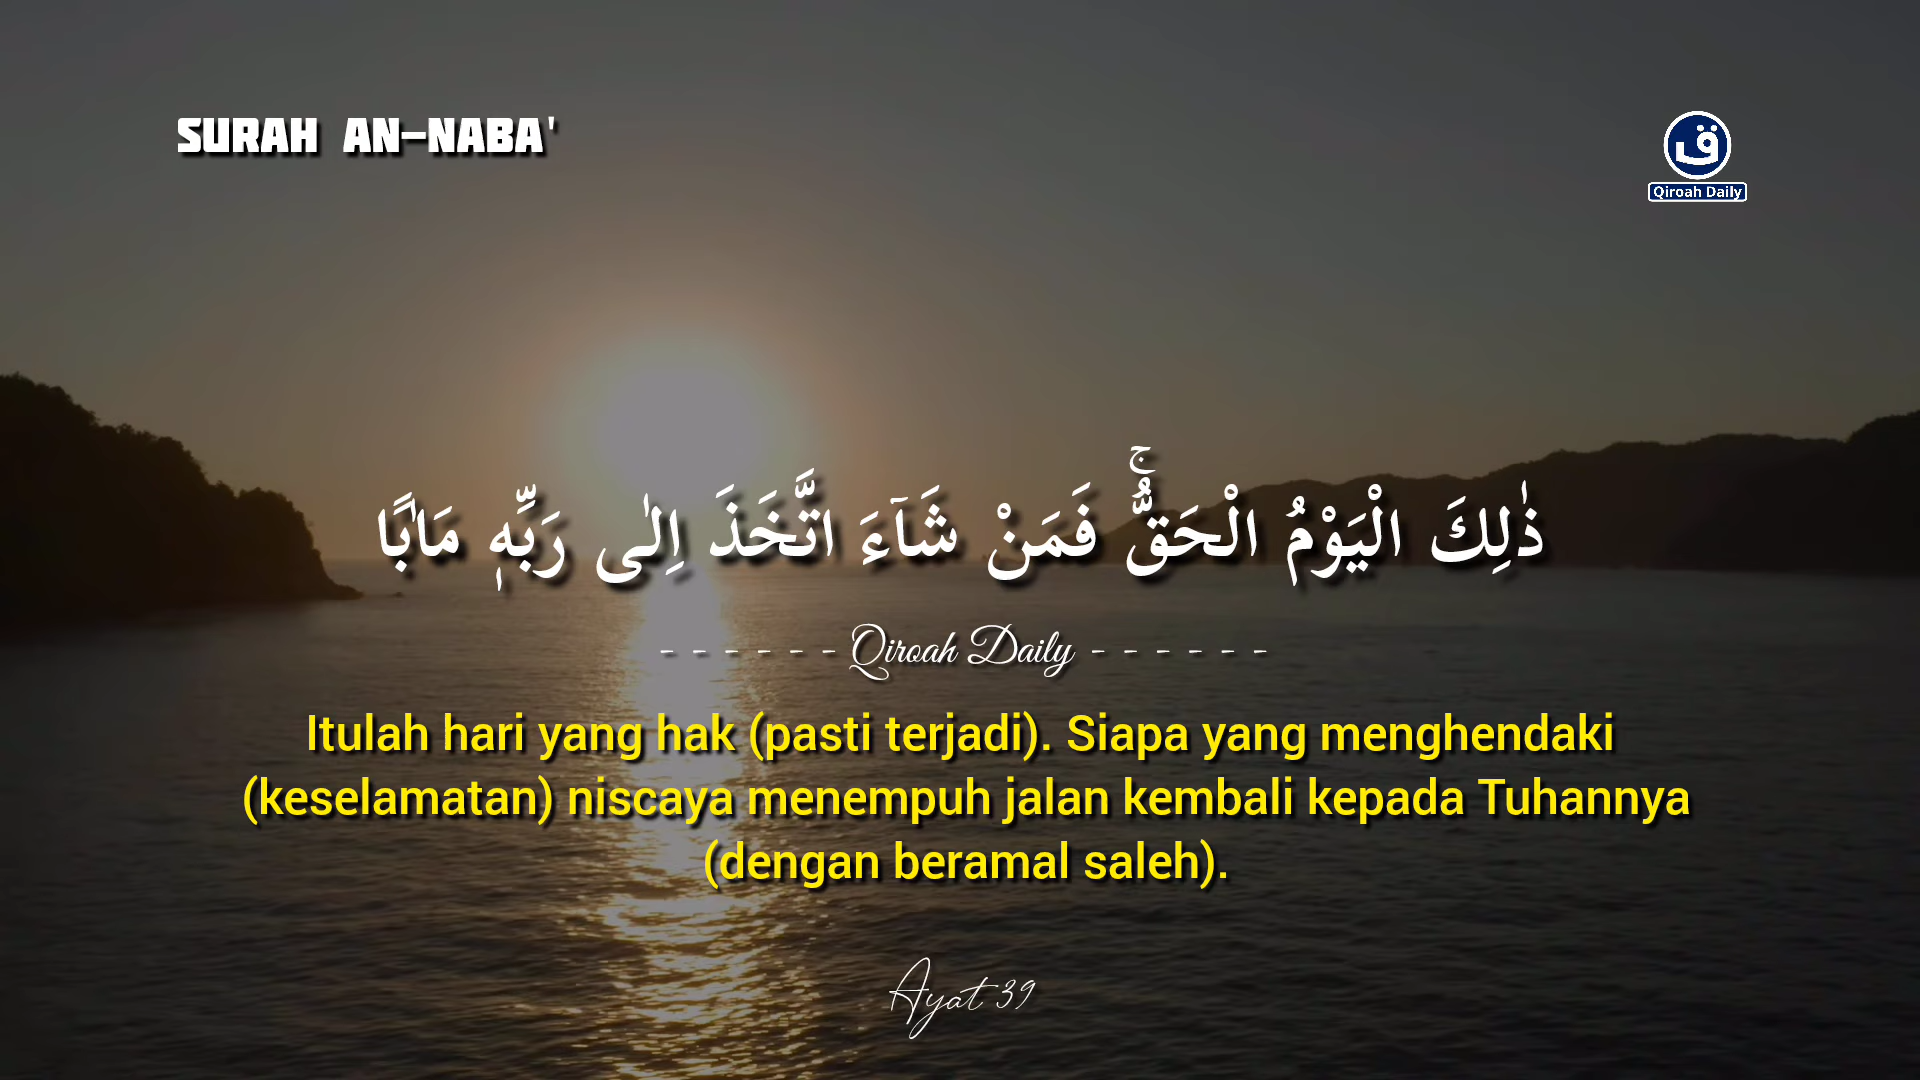 SURAH AN-NABA'
ق
Qiroah Daily
ذٰلِكَ الْيَوْمُ الْحَقُّۚ فَمَنْ شَاۤءَ اتَّخَذَ اِلٰى رَبِّهٖ مَاٰبًا
- - - - - - Qiroah Daily - - - - - -
Itulah hari yang hak (pasti terjadi). Siapa yang menghendaki
(keselamatan) niscaya menempuh jalan kembali kepada Tuhannya
(dengan beramal saleh).
Ayat 39